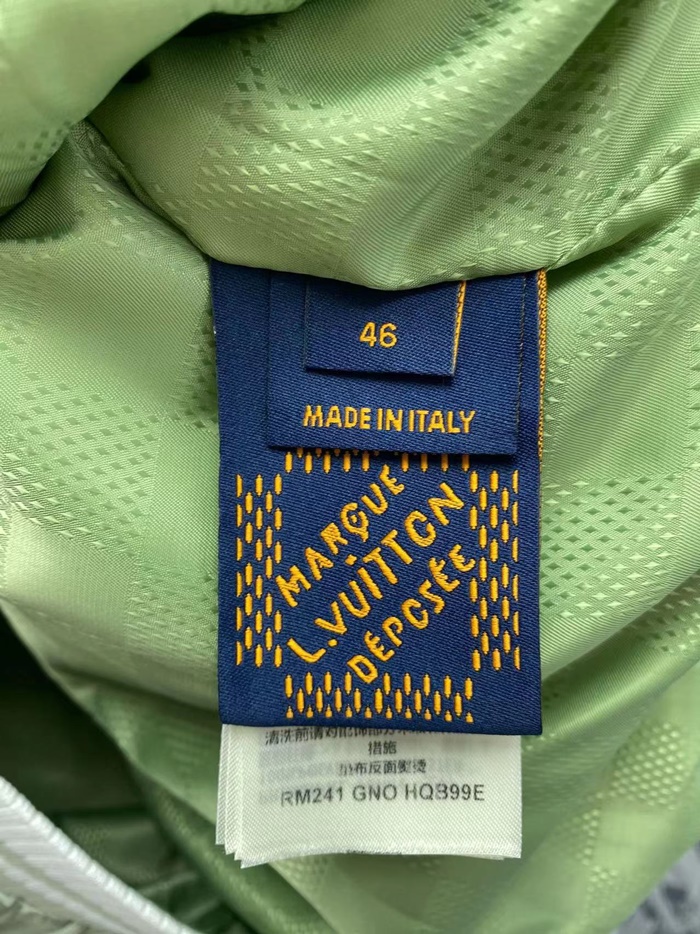 46
MADE IN ITALY
MARQUE
L.VUITTON
DÉPOSÉE
措施
RM241 GNO HQB99E